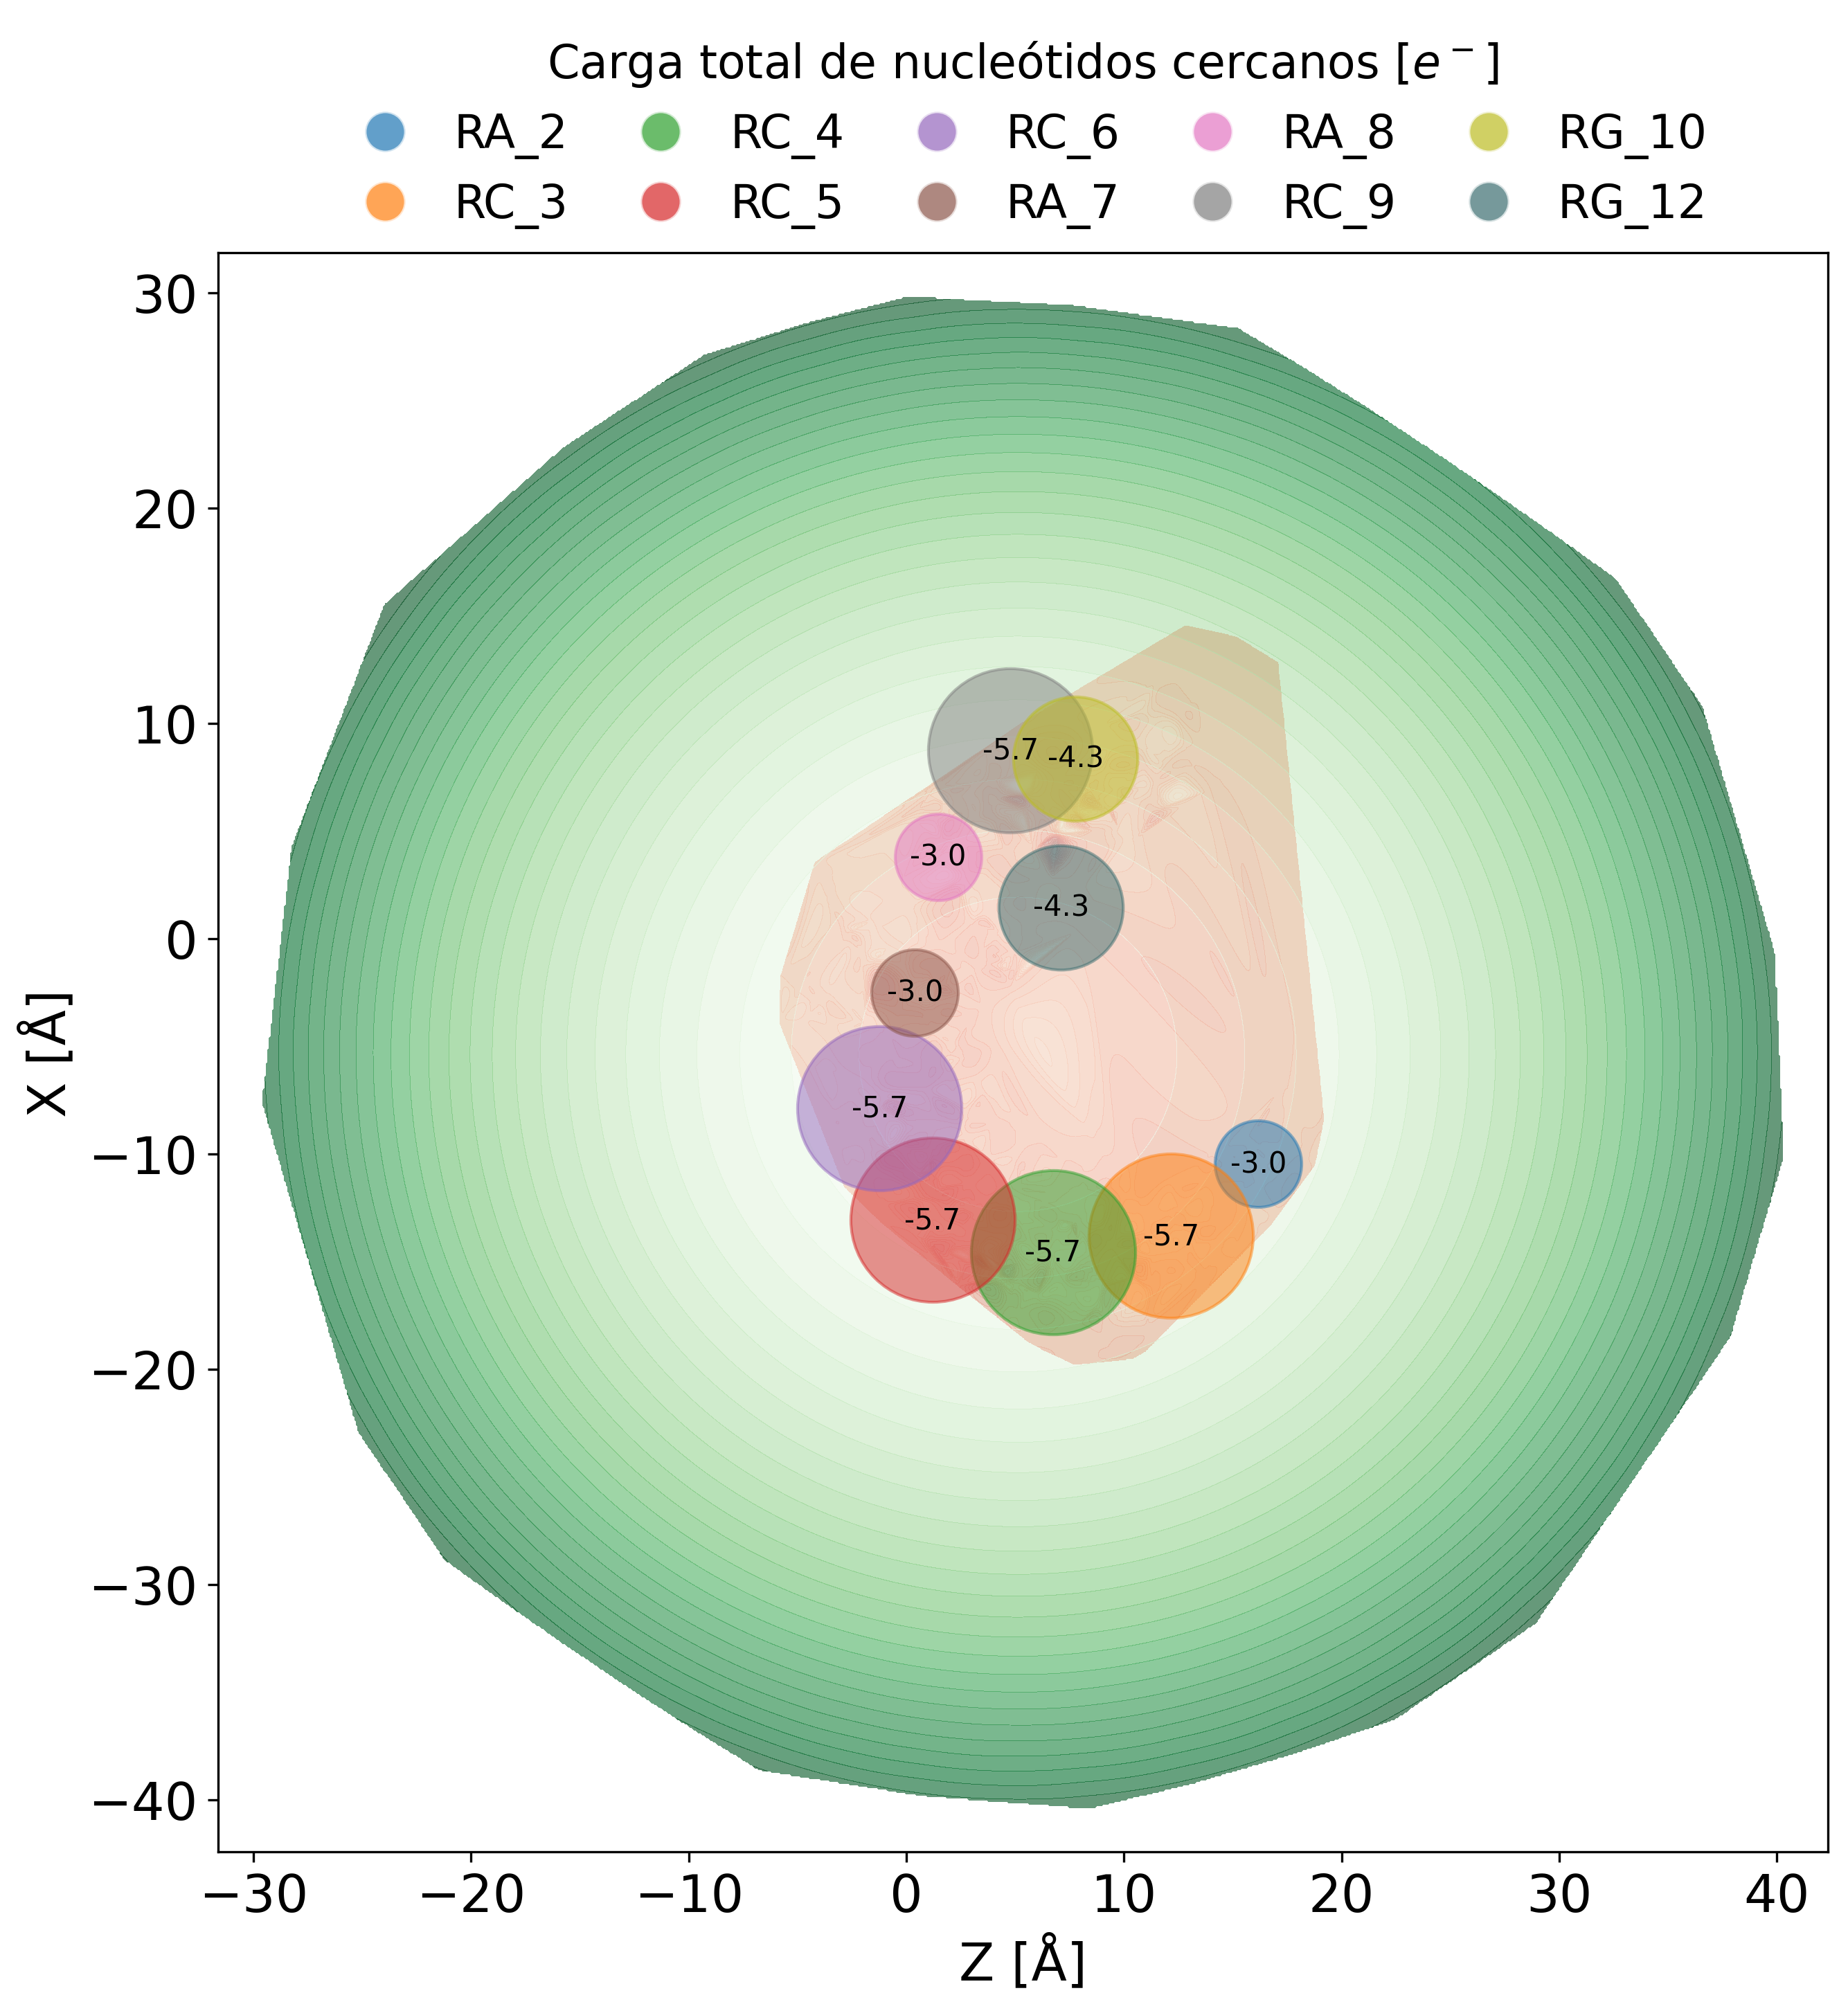 Carga total de nucleótidos cercanos [e⁻]
RA_2 RC_4 RC_6 RA_8 RG_10
RC_3 RC_5 RA_7 RC_9 RG_12
30
20
10
0
−10
−20
−30
−40
X [Å]
-5.7 -4.3
-3.0
-4.3
-3.0
-5.7
-3.0
-5.7
-5.7
-5.7
−30 −20 −10 0 10 20 30 40
Z [Å]